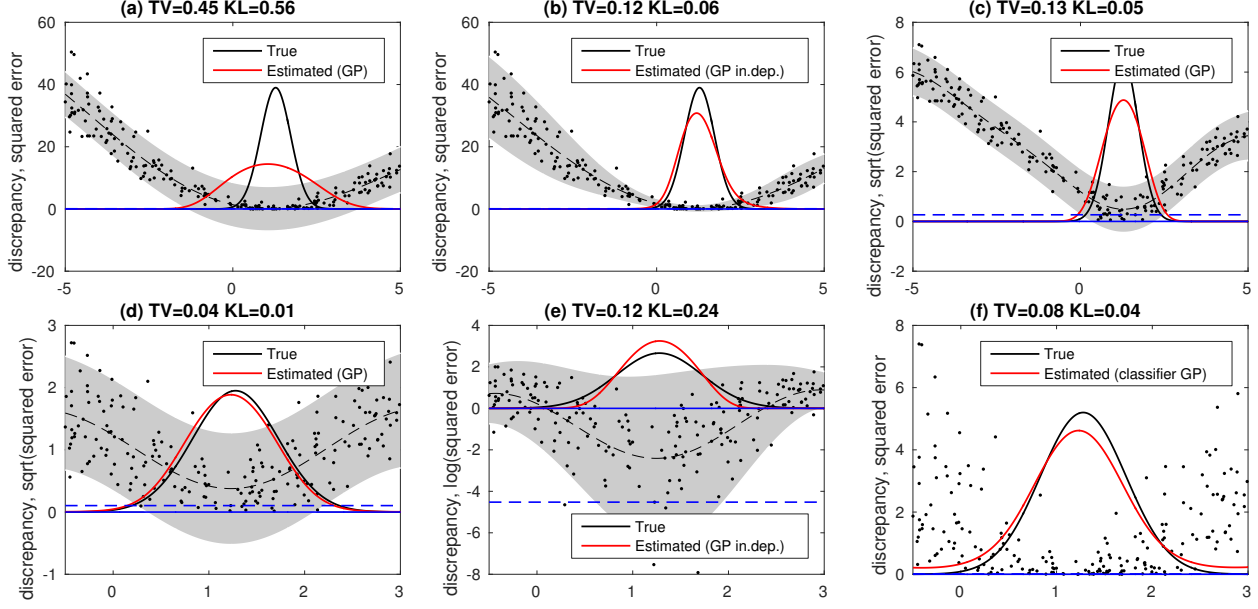 (a) TV=0.45 KL=0.56
discrepancy, squared error
60
40
20
0
-20
-5
0
5
True
Estimated (GP)
(b) TV=0.12 KL=0.06
discrepancy, squared error
60
40
20
0
-20
-5
0
5
True
Estimated (GP in.dep.)
(c) TV=0.13 KL=0.05
discrepancy, sqrt(squared error)
8
6
4
2
0
-2
-5
0
5
True
Estimated (GP in.dep.)
(d) TV=0.04 KL=0.01
discrepancy, sqrt(squared error)
3
2
1
0
-1
0
1
2
3
True
Estimated (GP)
(e) TV=0.12 KL=0.24
discrepancy, log(squared error)
4
2
0
-2
-4
-6
-8
0
1
2
3
True
Estimated (GP in.dep.)
(f) TV=0.08 KL=0.04
discrepancy, squared error
8
6
4
2
0
0
1
2
3
True
Estimated (classifier GP)